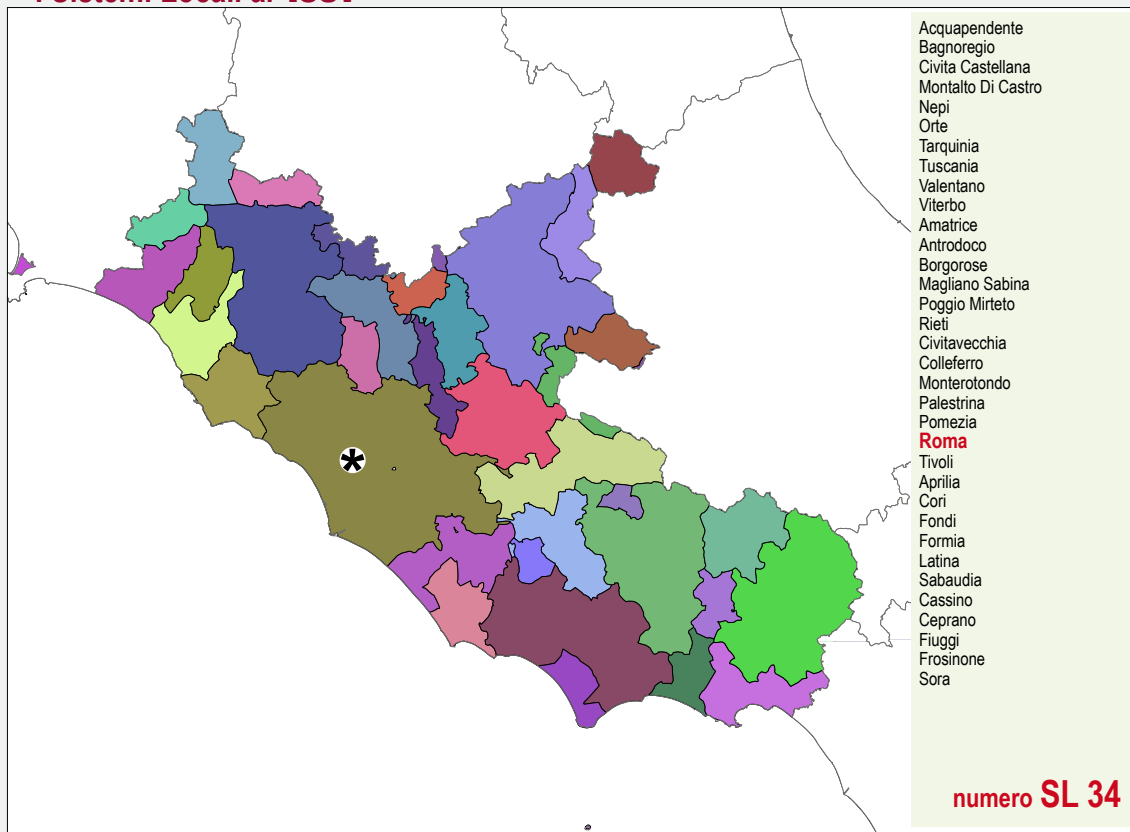 Acquapendente
Bagnoregio
Civita Castellana
Montalto Di Castro
Nepi
Orte
Tarquinia
Tuscania
Valentano
Viterbo
Amatrice
Antrodoco
Borgorose
Magliano Sabina
Poggio Mirteto
Rieti
Civitavecchia
Colleferro
Monterotondo
Palestrina
Pomezia
Roma
Tivoli
Aprilia
Cori
Fondi
Formia
Latina
Sabaudia
Cassino
Ceprano
Fiuggi
Frosinone
Sora
numero SL 34